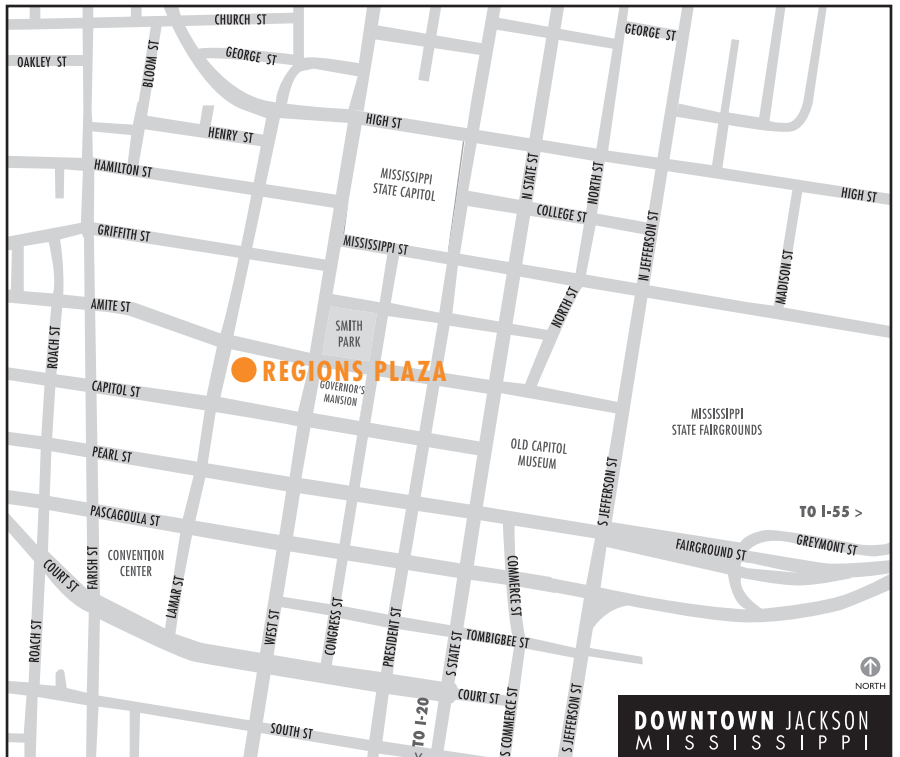 CHURCH ST
GEORGE ST
GEORGE ST
OAKLEY ST
BLOOM ST
HIGH ST
HENRY ST
HAMILTON ST
MISSISSIPPI
STATE CAPITOL
N STATE ST
NORTH ST
HIGH ST
COLLEGE ST
GRIFFITH ST
MISSISSIPPI ST
N JEFFERSON ST
MADISON ST
AMITE ST
NORTH ST
SMITH
PARK
ROACH ST
REGIONS PLAZA
CAPITOL ST
GOVERNOR'S
MANSION
MISSISSIPPI
STATE FAIRGROUNDS
PEARL ST
OLD CAPITOL
MUSEUM
S JEFFERSON ST
PASCAGOULA ST
TO I-55 >
FAIRGROUND ST
GREYMONT ST
CONVENTION
CENTER
COURT ST
FARISH ST
LAMAR ST
COMMERCE ST
WEST ST
CONGRESS ST
PRESIDENT ST
ROACH ST
S STATE ST
TOMBIGBEE ST
COURT ST
S COMMERCE ST
S JEFFERSON ST
SOUTH ST
< TO I-20
NORTH
DOWNTOWN JACKSON
MISSISSIPPI